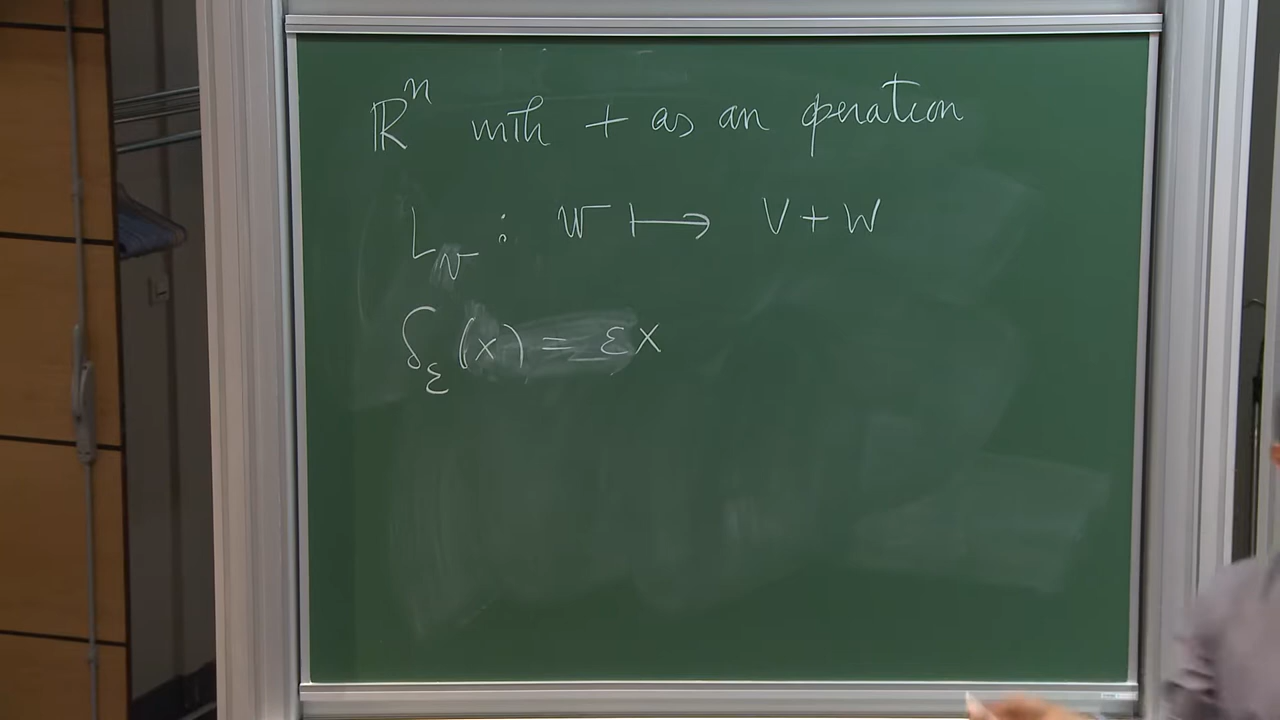 ℝⁿ with + as an operation
L_v : w ⟼ v + w
δ_ε (x) = εx